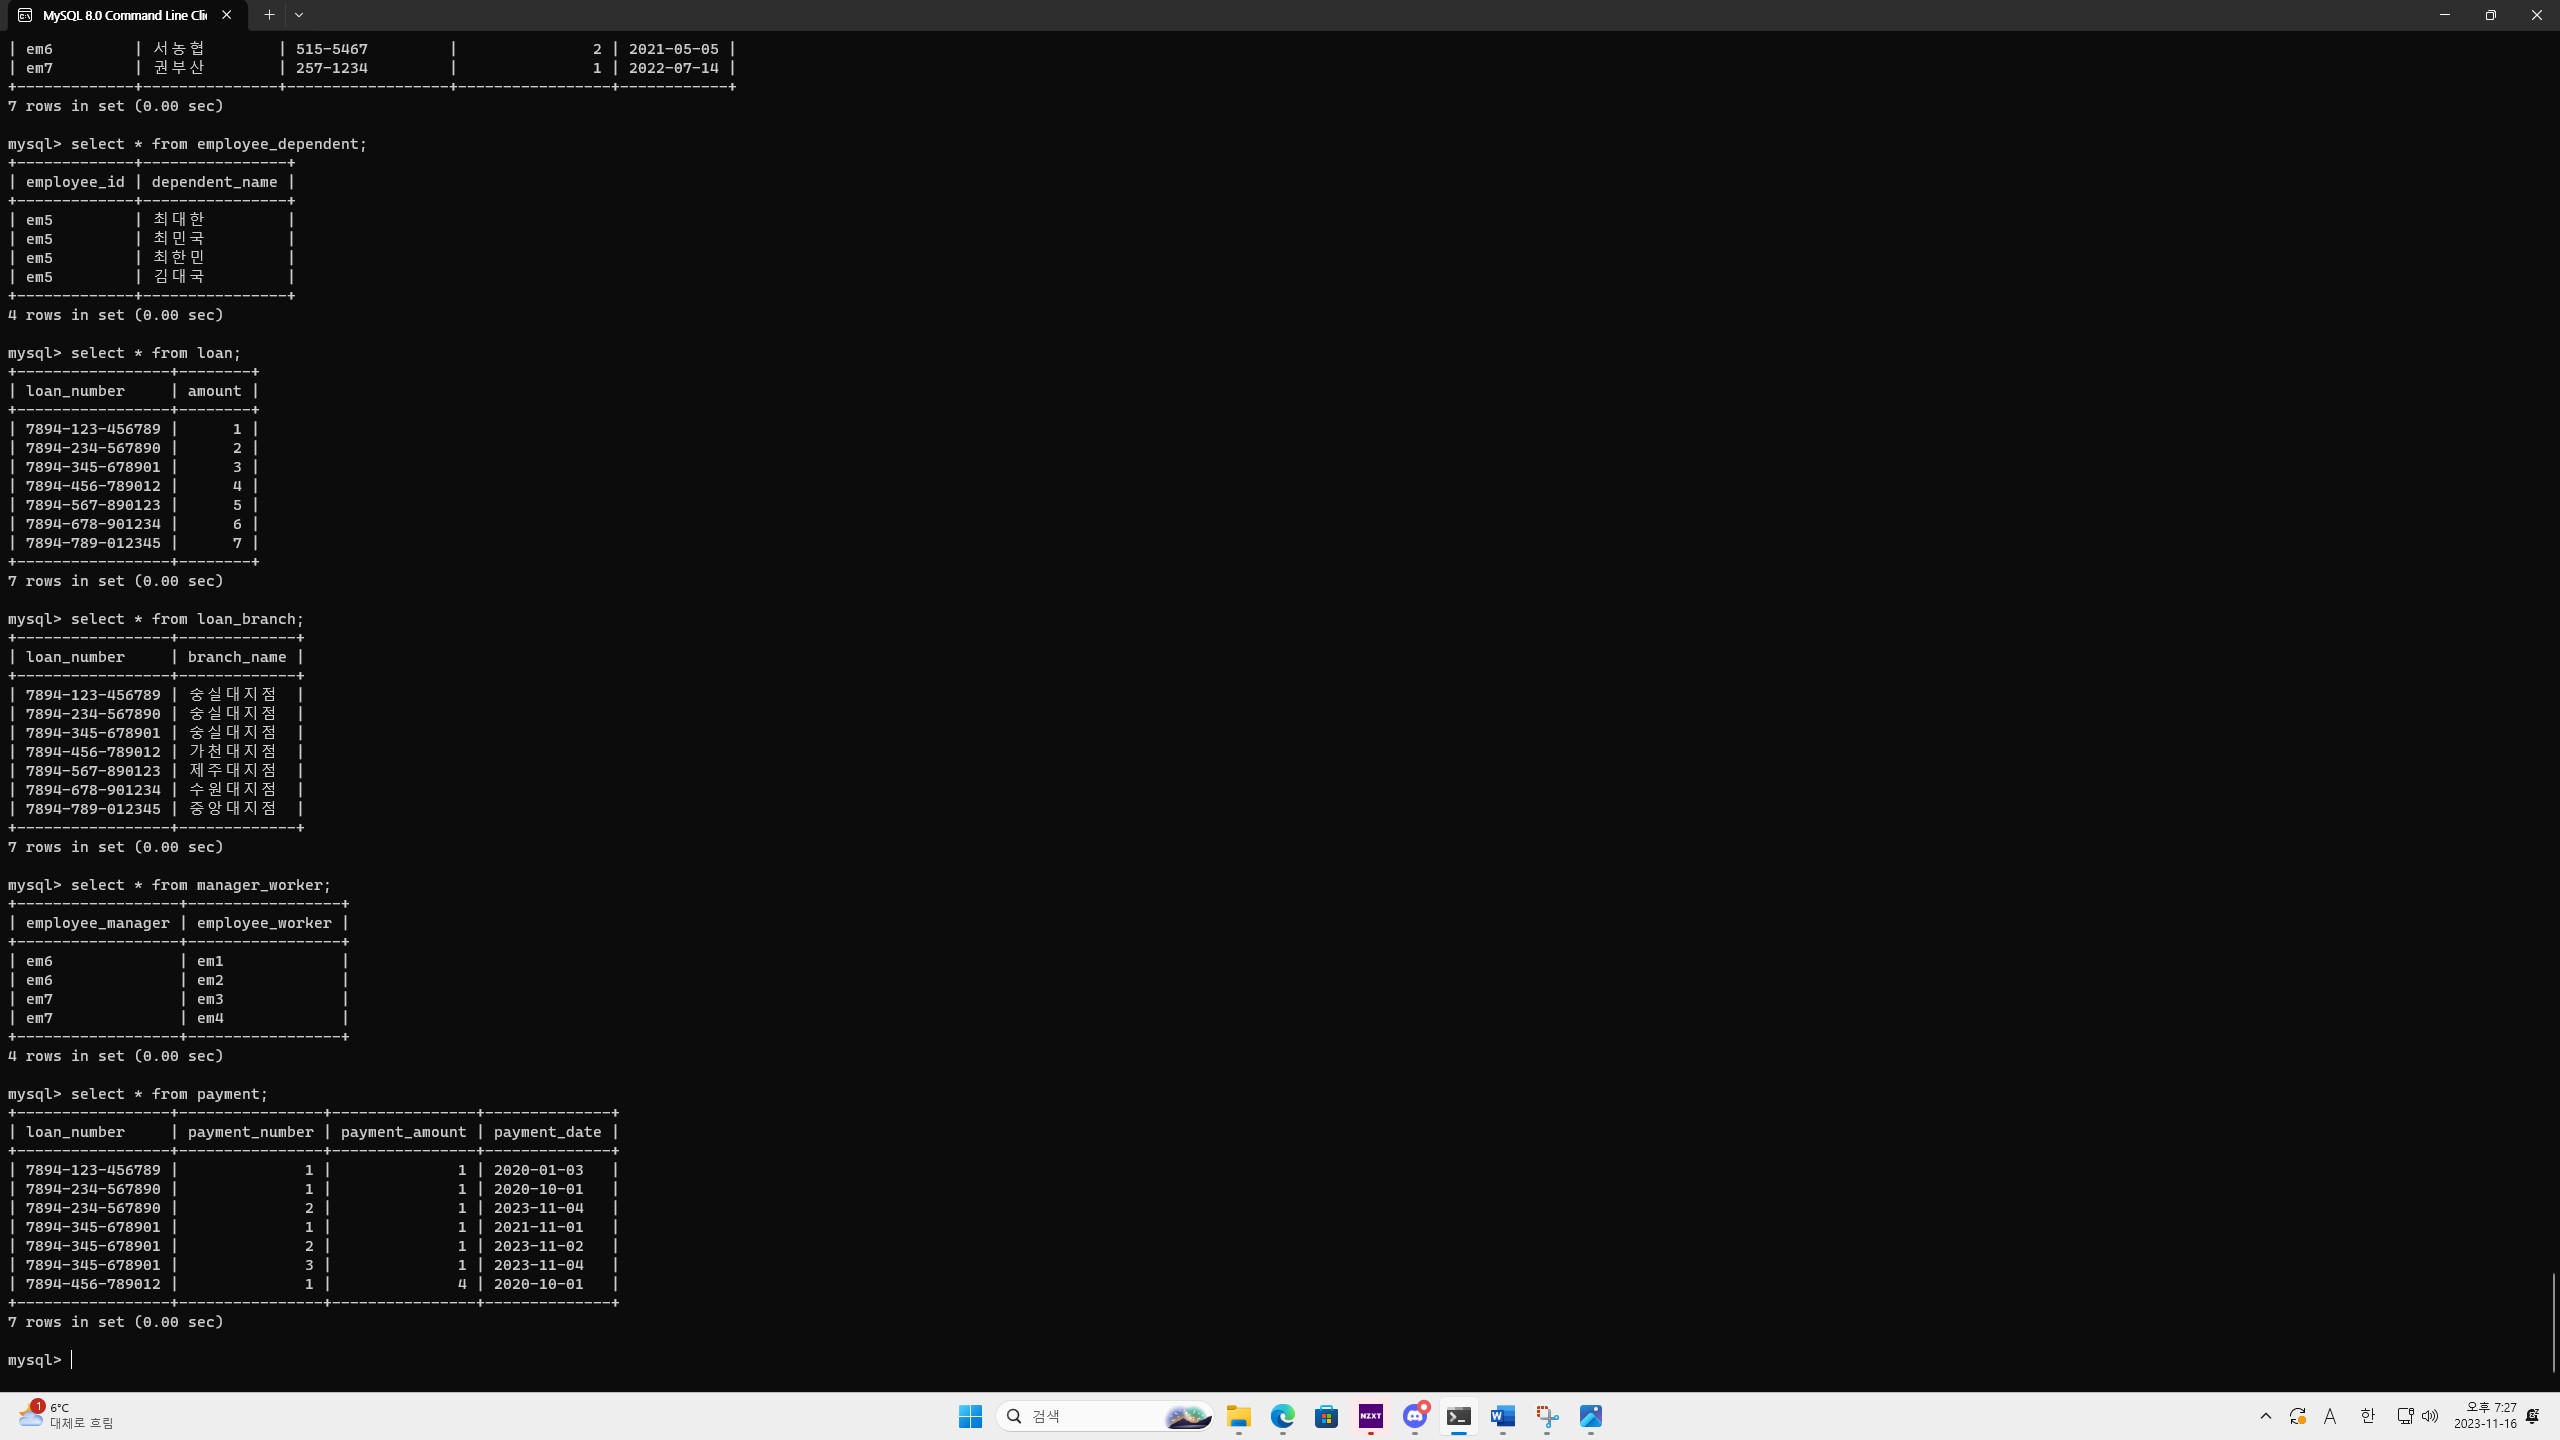 MySQL 8.0 Command Line Cli
| em6         | 서농협        | 515-5467         |               2 | 2021-05-05 |
| em7         | 권부산        | 257-1234         |               1 | 2022-07-14 |
+-------------+---------------+------------------+-----------------+------------+
7 rows in set (0.00 sec)
mysql> select * from employee_dependent;
+-------------+----------------+
| employee_id | dependent_name |
+-------------+----------------+
| em5         | 최대한         |
| em5         | 최민국         |
| em5         | 최한민         |
| em5         | 김대국         |
+-------------+----------------+
4 rows in set (0.00 sec)
mysql> select * from loan;
+-----------------+--------+
| loan_number     | amount |
+-----------------+--------+
| 7894-123-456789 |      1 |
| 7894-234-567890 |      2 |
| 7894-345-678901 |      3 |
| 7894-456-789012 |      4 |
| 7894-567-890123 |      5 |
| 7894-678-901234 |      6 |
| 7894-789-012345 |      7 |
+-----------------+--------+
7 rows in set (0.00 sec)
mysql> select * from loan_branch;
+-----------------+-------------+
| loan_number     | branch_name |
+-----------------+-------------+
| 7894-123-456789 | 숭실대지점  |
| 7894-234-567890 | 숭실대지점  |
| 7894-345-678901 | 숭실대지점  |
| 7894-456-789012 | 가천대지점  |
| 7894-567-890123 | 제주대지점  |
| 7894-678-901234 | 수원대지점  |
| 7894-789-012345 | 중앙대지점  |
+-----------------+-------------+
7 rows in set (0.00 sec)
mysql> select * from manager_worker;
+------------------+-----------------+
| employee_manager | employee_worker |
+------------------+-----------------+
| em6              | em1             |
| em6              | em2             |
| em7              | em3             |
| em7              | em4             |
+------------------+-----------------+
4 rows in set (0.00 sec)
mysql> select * from payment;
+-----------------+----------------+----------------+--------------+
| loan_number     | payment_number | payment_amount | payment_date |
+-----------------+----------------+----------------+--------------+
| 7894-123-456789 |              1 |              1 | 2020-01-03   |
| 7894-234-567890 |              1 |              1 | 2020-10-01   |
| 7894-234-567890 |              2 |              1 | 2023-11-04   |
| 7894-345-678901 |              1 |              1 | 2021-11-01   |
| 7894-345-678901 |              2 |              1 | 2023-11-02   |
| 7894-345-678901 |              3 |              1 | 2023-11-04   |
| 7894-456-789012 |              1 |              4 | 2020-10-01   |
+-----------------+----------------+----------------+--------------+
7 rows in set (0.00 sec)
mysql>
1
6°C
대체로 흐림
검색
NZXT
A
한
오후 7:27
2023-11-16